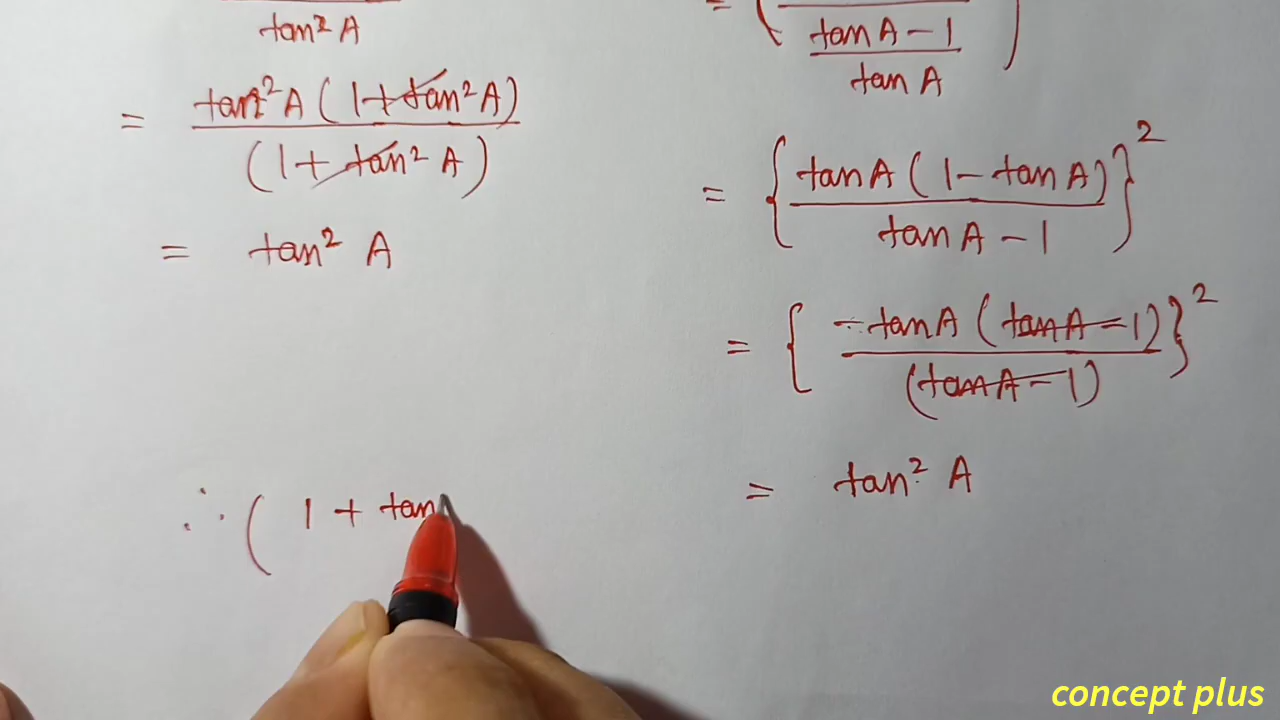 tan² A
= tan² A (1 + tan² A)
(1 + tan² A)
= tan² A
∴ ( 1 + tan
= (
tan A − 1
tan A
)
= { tan A (1 − tan A) }²
tan A − 1
= { − tan A (tan A − 1) }²
(tan A − 1)
= tan² A
concept plus